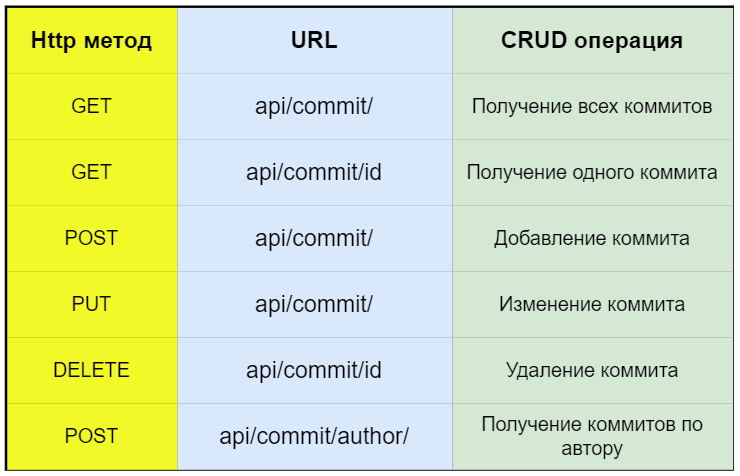 Http метод URL CRUD операция
GET api/commit/ Получение всех коммитов
GET api/commit/id Получение одного коммита
POST api/commit/ Добавление коммита
PUT api/commit/ Изменение коммита
DELETE api/commit/id Удаление коммита
POST api/commit/author/ Получение коммитов по
автору